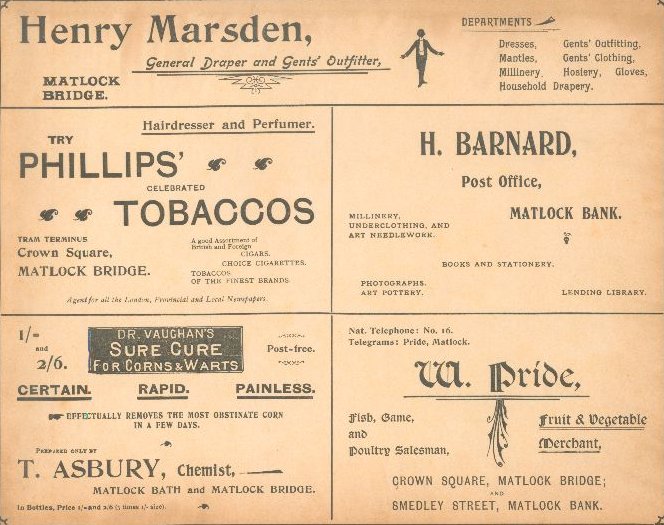 Henry Marsden,
General Draper and Gents' Outfitter,
MATLOCK
BRIDGE.
DEPARTMENTS
Dresses, Gents' Outfitting,
Mantles, Gents' Clothing,
Millinery Hosiery, Gloves,
Household Drapery.
Hairdresser and Perfumer.
TRY
PHILLIPS'
CELEBRATED
TOBACCOS
TRAM TERMINUS
Crown Square,
MATLOCK BRIDGE.
A good Assortment of
British and Foreign
CIGARS.
CHOICE CIGARETTES.
TOBACCOS
OF THE FINEST BRANDS.
Agent for all the London, Provincial and Local Newspapers
H. BARNARD,
Post Office,
MATLOCK BANK.
MILLINERY,
UNDERCLOTHING, AND
ART NEEDLEWORK.
BOOKS AND STATIONERY.
PHOTOGRAPHS.
ART POTTERY.
LENDING LIBRARY.
1/-
and
2/6.
DR. VAUGHAN'S
SURE CURE
FOR CORNS & WARTS
Post-free.
CERTAIN. RAPID. PAINLESS.
EFFECTUALLY REMOVES THE MOST OBSTINATE CORN
IN A FEW DAYS.
PREPARED ONLY BY
T. ASBURY, Chemist,
MATLOCK BATH and MATLOCK BRIDGE.
In Bottles, Price 1/- and 2/6 (3 times 1/- size).
Nat. Telephone: No. 16.
Telegrams: Pride, Matlock.
W. Pride,
Fish, Game,
and
Poultry Salesman,
Fruit & Vegetable
Merchant,
CROWN SQUARE, MATLOCK BRIDGE;
AND
SMEDLEY STREET, MATLOCK BANK.